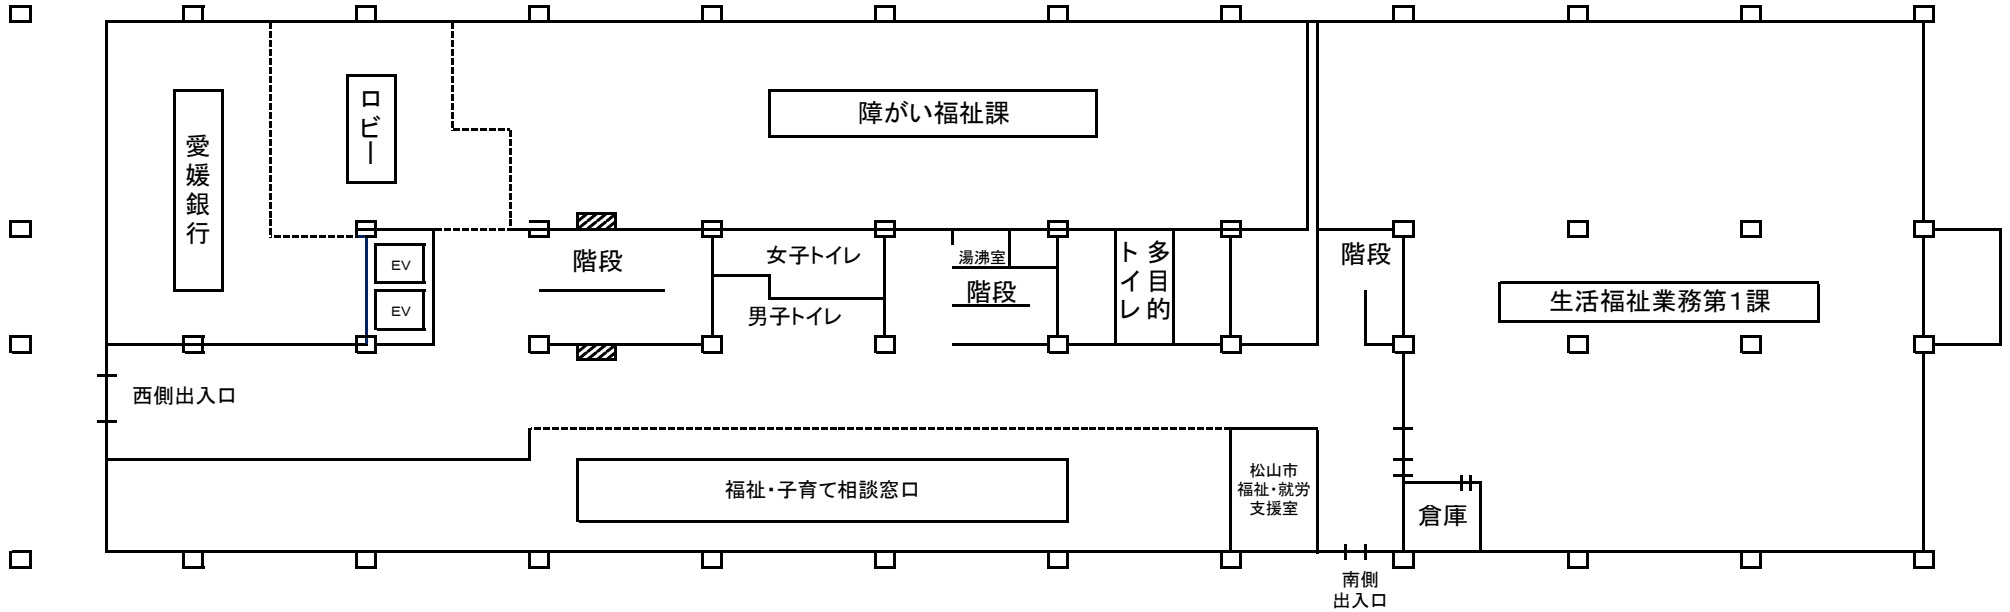 愛媛銀行
ロビー
障がい福祉課
EV
EV
階段
女子トイレ
男子トイレ
湯沸室
階段
多目的
トイレ
階段
生活福祉業務第1課
西側出入口
福祉・子育て相談窓口
松山市
福祉・就労
支援室
倉庫
南側
出入口